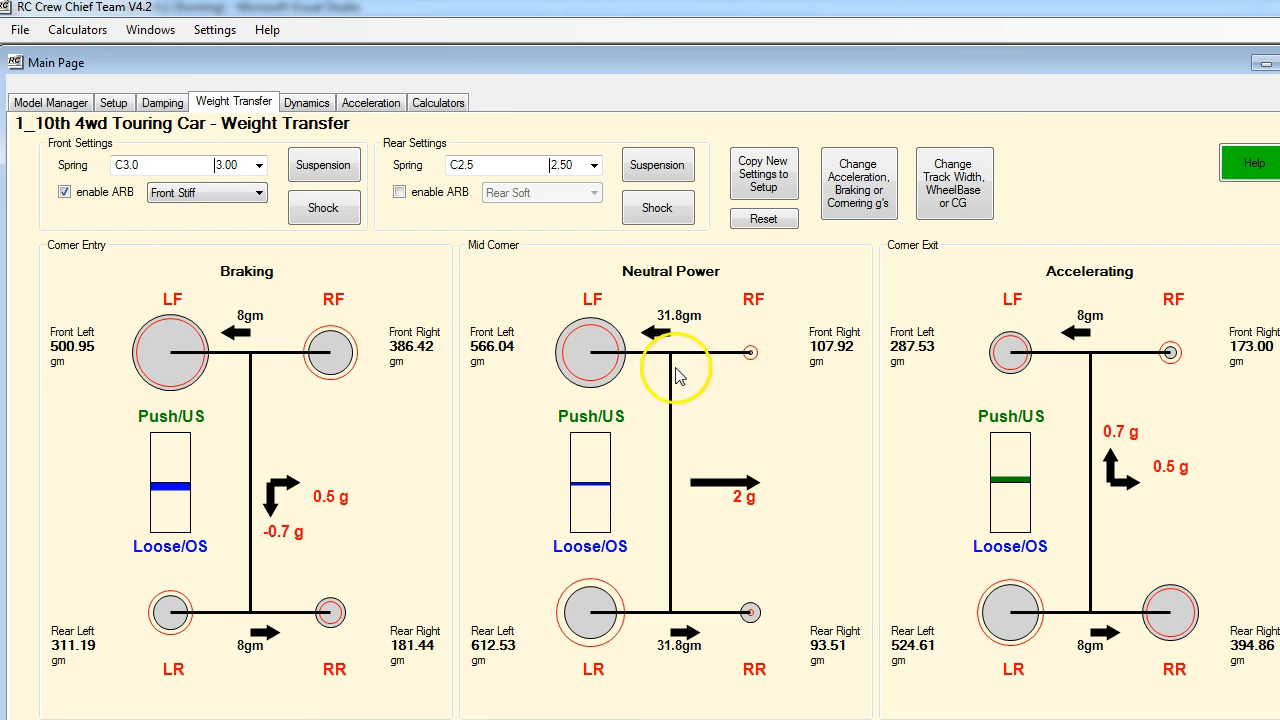 RC Crew Chief Team V4.2
4.2 (Running) - Microsoft Visual Studio
File Calculators Windows Settings Help
RC Main Page
Model Manager Setup Damping Weight Transfer Dynamics Acceleration Calculators
1_10th 4wd Touring Car - Weight Transfer
Front Settings
Spring C3.0 3.00 Suspension
enable ARB Front Stiff Shock
Rear Settings
Spring C2.5 2.50 Suspension
enable ARB Rear Soft Shock
Copy New
Settings to
Setup
Reset
Change
Acceleration,
Braking or
Cornering g's
Change
Track Width,
WheelBase
or CG
Help
Corner Entry
Braking
LF RF
8gm
Front Left
500.95
gm
Front Right
386.42
gm
Push/US
0.5 g
-0.7 g
Loose/OS
Rear Left
311.19
gm
8gm
Rear Right
181.44
gm
LR RR
Mid Corner
Neutral Power
LF RF
31.8gm
Front Left
566.04
gm
Front Right
107.92
gm
Push/US
2 g
Loose/OS
Rear Left
612.53
gm
31.8gm
Rear Right
93.51
gm
LR RR
Corner Exit
Accelerating
LF RF
8gm
Front Left
287.53
gm
Front Right
173.00
gm
Push/US
0.7 g
0.5 g
Loose/OS
Rear Left
524.61
gm
8gm
Rear Right
394.86
gm
LR RR